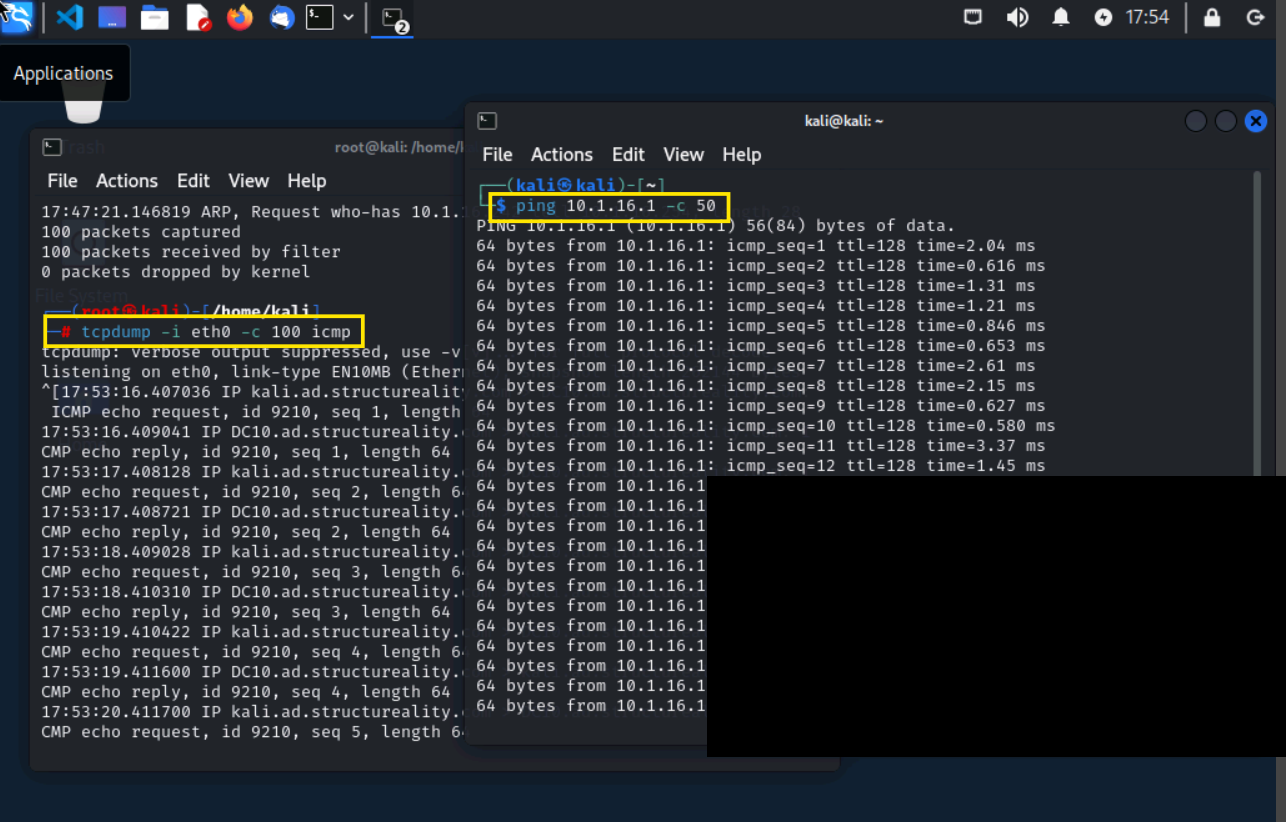 17:54
2
Applications
Trash
root@kali: /home/k
File Actions Edit View Help
17:47:21.146819 ARP, Request who-has 10.1.
100 packets captured
100 packets received by filter
0 packets dropped by kernel
File System
(root㉿kali)-[/home/kali]
# tcpdump -i eth0 -c 100 icmp
tcpdump: verbose output suppressed, use -v
listening on eth0, link-type EN10MB (Ether
^[17:53:16.407036 IP kali.ad.structureality.
ICMP echo request, id 9210, seq 1, length
17:53:16.409041 IP DC10.ad.structureality.
CMP echo reply, id 9210, seq 1, length 64
17:53:17.408128 IP kali.ad.structureality.
CMP echo request, id 9210, seq 2, length 6
17:53:17.408721 IP DC10.ad.structureality.
CMP echo reply, id 9210, seq 2, length 64
17:53:18.409028 IP kali.ad.structureality.
CMP echo request, id 9210, seq 3, length 6
17:53:18.410310 IP DC10.ad.structureality.
CMP echo reply, id 9210, seq 3, length 64
17:53:19.410422 IP kali.ad.structureality.
CMP echo request, id 9210, seq 4, length 6
17:53:19.411600 IP DC10.ad.structureality.
CMP echo reply, id 9210, seq 4, length 64
17:53:20.411700 IP kali.ad.structureality.
CMP echo request, id 9210, seq 5, length 6
kali@kali: ~
File Actions Edit View Help
(kali㉿kali)-[~]
$ ping 10.1.16.1 -c 50
PING 10.1.16.1 (10.1.16.1) 56(84) bytes of data.
64 bytes from 10.1.16.1: icmp_seq=1 ttl=128 time=2.04 ms
64 bytes from 10.1.16.1: icmp_seq=2 ttl=128 time=0.616 ms
64 bytes from 10.1.16.1: icmp_seq=3 ttl=128 time=1.31 ms
64 bytes from 10.1.16.1: icmp_seq=4 ttl=128 time=1.21 ms
64 bytes from 10.1.16.1: icmp_seq=5 ttl=128 time=0.846 ms
64 bytes from 10.1.16.1: icmp_seq=6 ttl=128 time=0.653 ms
64 bytes from 10.1.16.1: icmp_seq=7 ttl=128 time=2.61 ms
64 bytes from 10.1.16.1: icmp_seq=8 ttl=128 time=2.15 ms
64 bytes from 10.1.16.1: icmp_seq=9 ttl=128 time=0.627 ms
64 bytes from 10.1.16.1: icmp_seq=10 ttl=128 time=0.580 ms
64 bytes from 10.1.16.1: icmp_seq=11 ttl=128 time=3.37 ms
64 bytes from 10.1.16.1: icmp_seq=12 ttl=128 time=1.45 ms
64 bytes from 10.1.16.1
64 bytes from 10.1.16.1
64 bytes from 10.1.16.1
64 bytes from 10.1.16.1
64 bytes from 10.1.16.1
64 bytes from 10.1.16.1
64 bytes from 10.1.16.1
64 bytes from 10.1.16.1
64 bytes from 10.1.16.1
64 bytes from 10.1.16.1
64 bytes from 10.1.16.1
64 bytes from 10.1.16.1